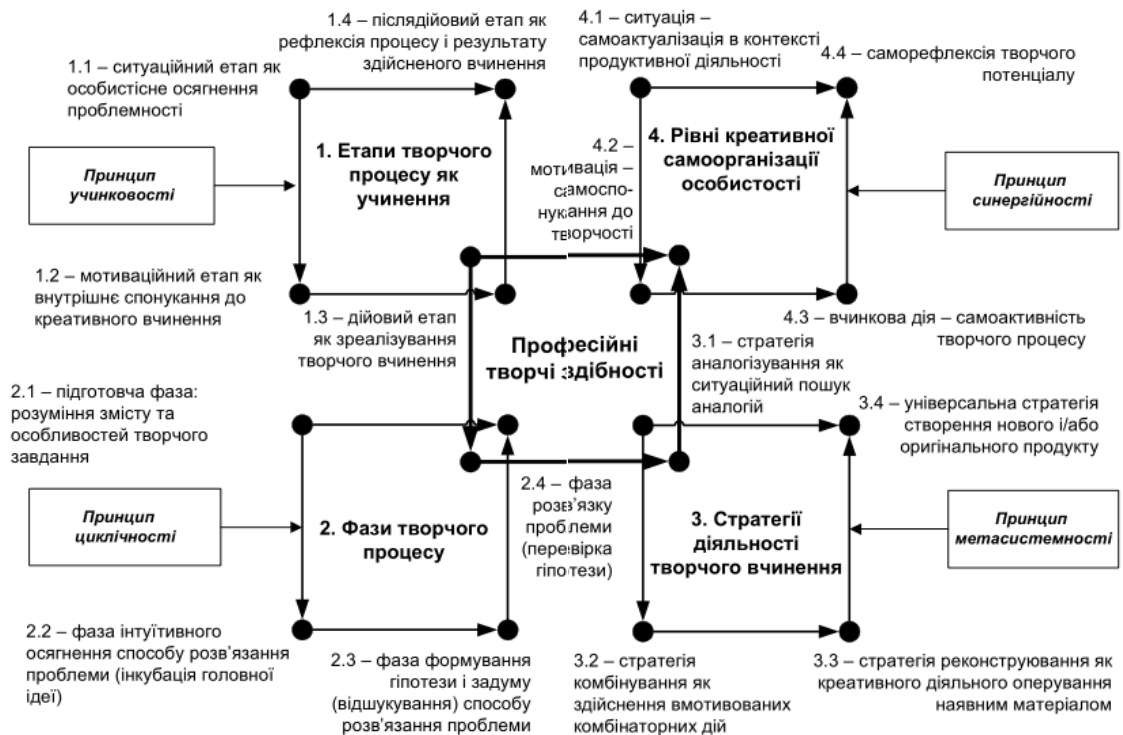 1.4 – післядійовий етап як
рефлексія процесу і результату
здійсненого вчинення
4.1 – ситуація –
самоактуалізація в контексті
продуктивної діяльності
4.4 – саморефлексія творчого
потенціалу
1.1 – ситуаційний етап як
особистісне осягнення
проблемності
1. Етапи творчого
процесу як
учинення
4.2 –
мотивація –
самоспо-
нукання до
творчості
4. Рівні креативної
самоорганізації
особистості
Принцип
учинковості
Принцип
синергійності
1.2 – мотиваційний етап як
внутрішнє спонукання до
креативного вчинення
1.3 – дійовий етап
як зреалізування
творчого вчинення
4.3 – вчинкова дія – самоактивність
творчого процесу
Професійні
творчі здібності
3.1 – стратегія
аналогізування як
ситуаційний пошук
аналогій
2.1 – підготовча фаза:
розуміння змісту та
особливостей творчого
завдання
3.4 – універсальна стратегія
створення нового і/або
оригінального продукту
Принцип
циклічності
2. Фази творчого
процесу
2.4 – фаза
розв’язку
проблеми
(перевірка
гіпотези)
3. Стратегії
діяльності
творчого вчинення
Принцип
метасистемності
2.2 – фаза інтуїтивного
осягнення способу розв’язання
проблеми (інкубація головної
ідеї)
2.3 – фаза формування
гіпотези і задуму
(відшукування) способу
розв’язання проблеми
3.2 – стратегія
комбінування як
здійснення вмотивованих
комбінаторних дій
3.3 – стратегія реконструювання як
креативного діяльного оперування
наявним матеріалом